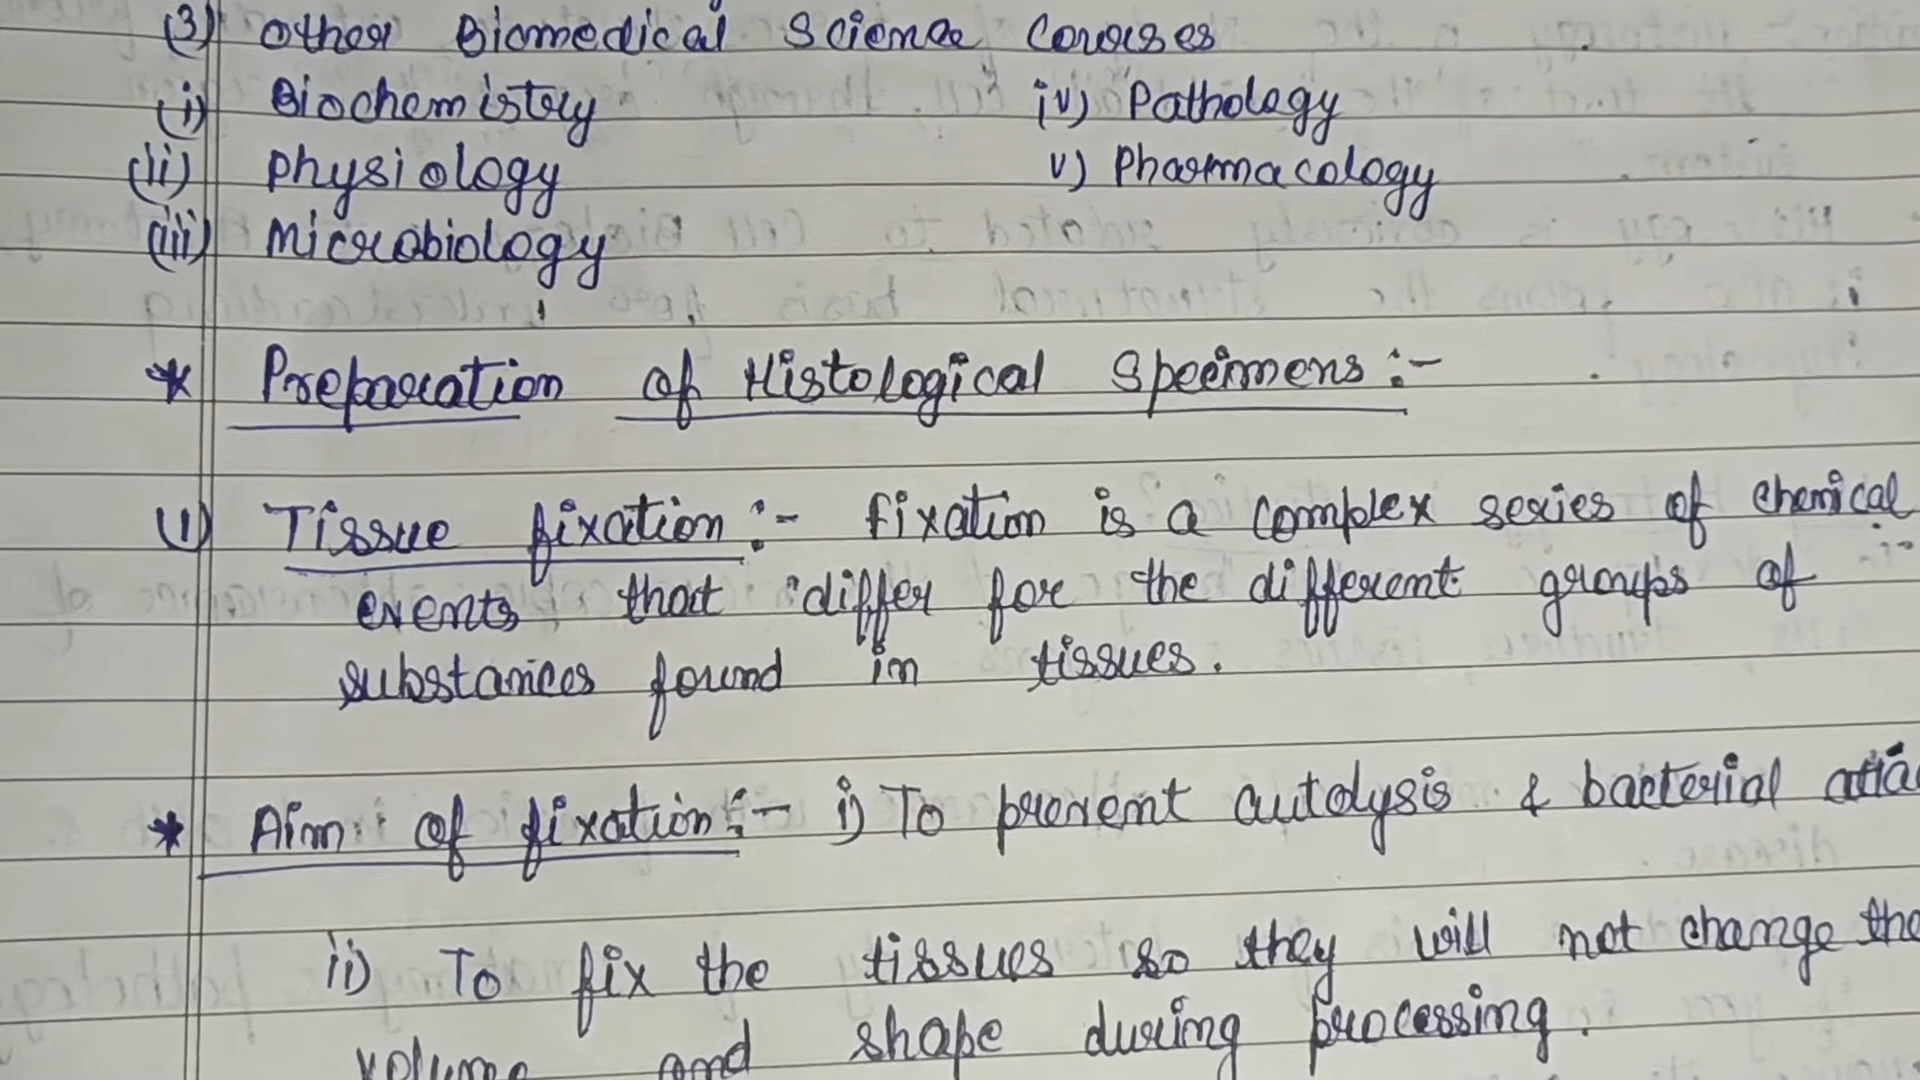 (3) Other Biomedical Science Courses
(i) Biochemistry iv) Pathology
(ii) Physiology v) Pharmacology
(iii) Microbiology
* Preparation of Histological Specimens :-
(1) Tissue fixation :- fixation is a complex series of chemical
events that differ for the different groups of
substances found in tissues.
* Aim of fixation :- i) To prevent autolysis & bacterial
ii) To fix the tissues so they will not change the
volume and shape during processing.